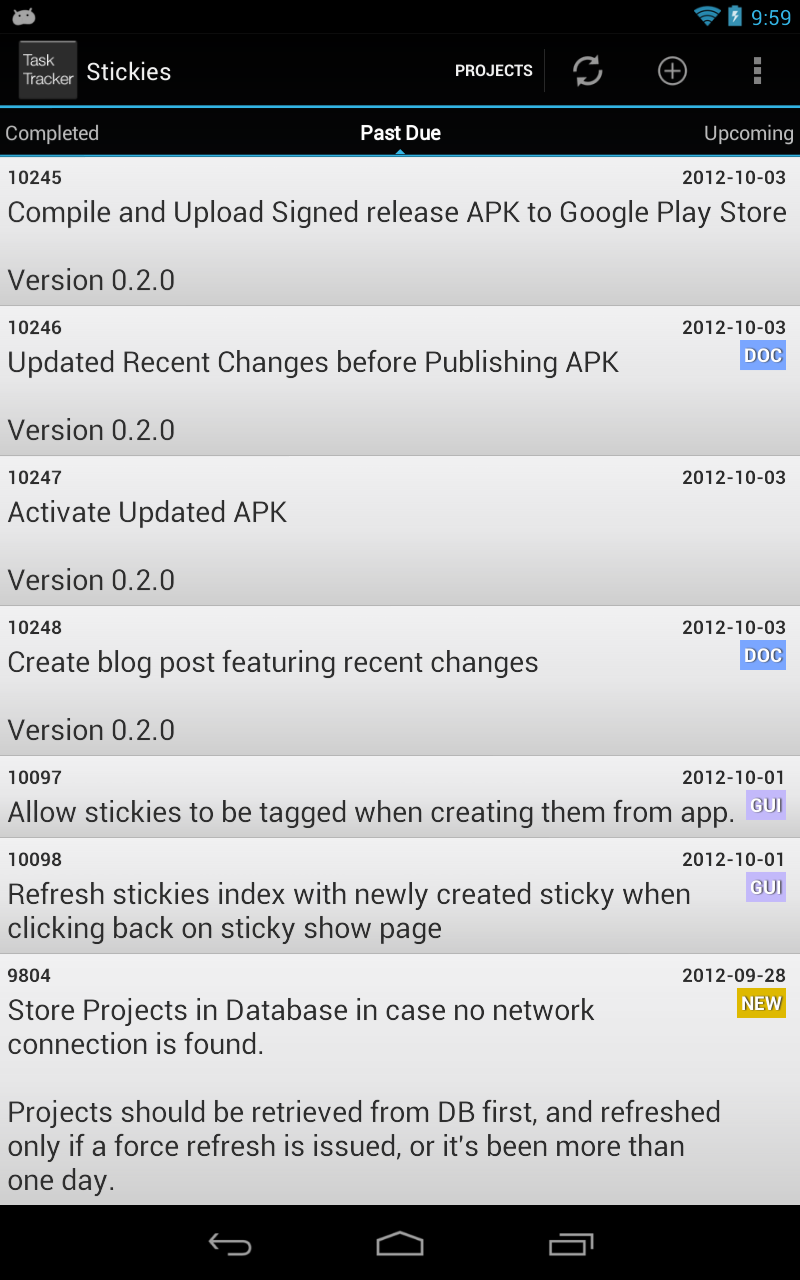 9:59
Task
Tracker
Stickies
PROJECTS
Completed
Past Due
Upcoming
10245
2012-10-03
Compile and Upload Signed release APK to Google Play Store
Version 0.2.0
10246
2012-10-03
Updated Recent Changes before Publishing APK
DOC
Version 0.2.0
10247
2012-10-03
Activate Updated APK
Version 0.2.0
10248
2012-10-03
Create blog post featuring recent changes
DOC
Version 0.2.0
10097
2012-10-01
Allow stickies to be tagged when creating them from app.
GUI
10098
2012-10-01
Refresh stickies index with newly created sticky when
GUI
clicking back on sticky show page
9804
2012-09-28
Store Projects in Database in case no network
NEW
connection is found.
Projects should be retrieved from DB first, and refreshed
only if a force refresh is issued, or it's been more than
one day.